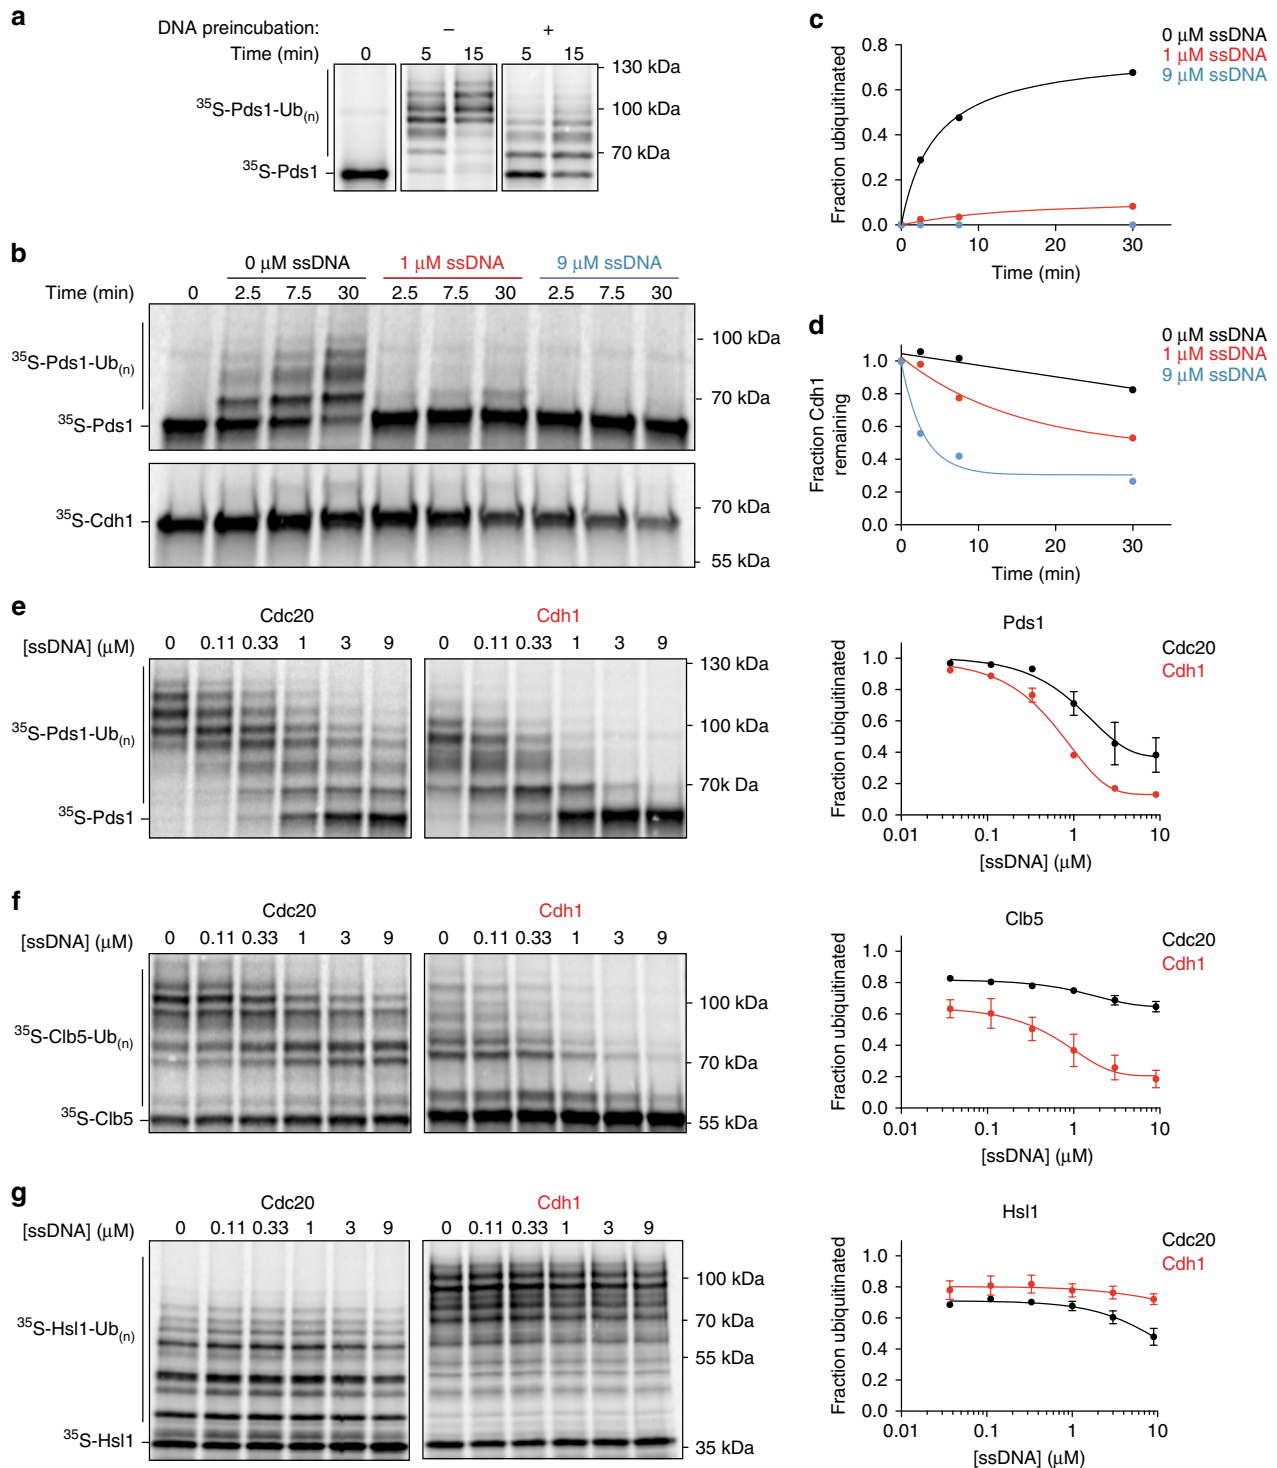 a
DNA preincubation: – +
Time (min) 0 5 15 5 15
130 kDa
³⁵S-Pds1-Ub₍ₙ₎
100 kDa
70 kDa
³⁵S-Pds1
b
0 µM ssDNA 1 µM ssDNA 9 µM ssDNA
Time (min) 0 2.5 7.5 30 2.5 7.5 30 2.5 7.5 30
100 kDa
³⁵S-Pds1-Ub₍ₙ₎
70 kDa
³⁵S-Pds1
70 kDa
³⁵S-Cdh1
55 kDa
c
0 µM ssDNA
1 µM ssDNA
9 µM ssDNA
Fraction ubiquitinated
0.8
0.6
0.4
0.2
0.0
0 10 20 30
Time (min)
d
0 µM ssDNA
1 µM ssDNA
9 µM ssDNA
Fraction Cdh1
remaining
1.0
0.8
0.6
0.4
0.2
0.0
0 10 20 30
Time (min)
e
Cdc20 Cdh1
[ssDNA] (µM) 0 0.11 0.33 1 3 9 0 0.11 0.33 1 3 9
130 kDa
³⁵S-Pds1-Ub₍ₙ₎
100 kDa
70k Da
³⁵S-Pds1
Pds1
Cdc20
Cdh1
Fraction ubiquitinated
1.0
0.8
0.6
0.4
0.2
0.0
0.01 0.1 1 10
[ssDNA] (µM)
f
Cdc20 Cdh1
[ssDNA] (µM) 0 0.11 0.33 1 3 9 0 0.11 0.33 1 3 9
100 kDa
³⁵S-Clb5-Ub₍ₙ₎
70 kDa
³⁵S-Clb5
55 kDa
Clb5
Cdc20
Cdh1
Fraction ubiquitinated
1.0
0.8
0.6
0.4
0.2
0.0
0.01 0.1 1 10
[ssDNA] (µM)
g
Cdc20 Cdh1
[ssDNA] (µM) 0 0.11 0.33 1 3 9 0 0.11 0.33 1 3 9
100 kDa
³⁵S-Hsl1-Ub₍ₙ₎
70 kDa
55 kDa
³⁵S-Hsl1
35 kDa
Hsl1
Cdc20
Cdh1
Fraction ubiquitinated
1.0
0.8
0.6
0.4
0.2
0.0
0.01 0.1 1 10
[ssDNA] (µM)